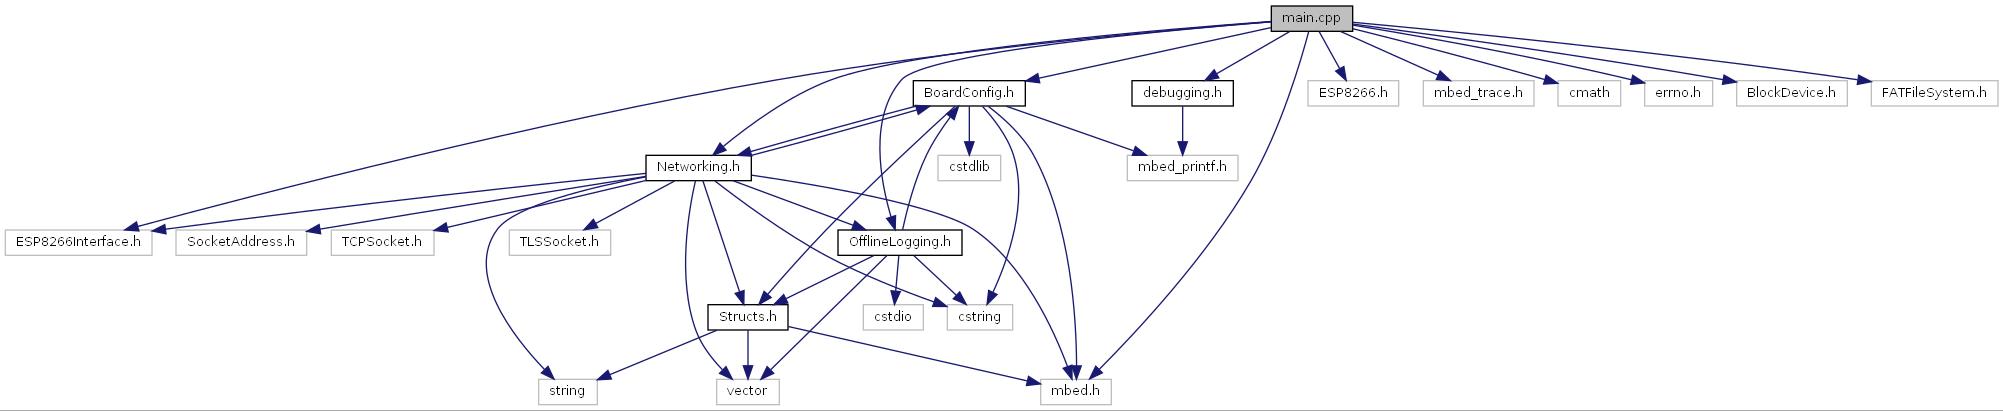 main.cpp
BoardConfig.h
debugging.h
ESP8266.h
mbed_trace.h
cmath
errno.h
BlockDevice.h
FATFileSystem.h
Networking.h
cstdlib
mbed_printf.h
ESP8266Interface.h
SocketAddress.h
TCPSocket.h
TLSSocket.h
OfflineLogging.h
Structs.h
cstdio
cstring
string
vector
mbed.h